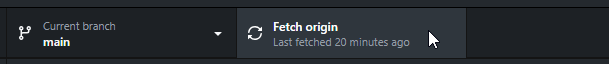 Current branch
main
Fetch origin
Last fetched 20 minutes ago